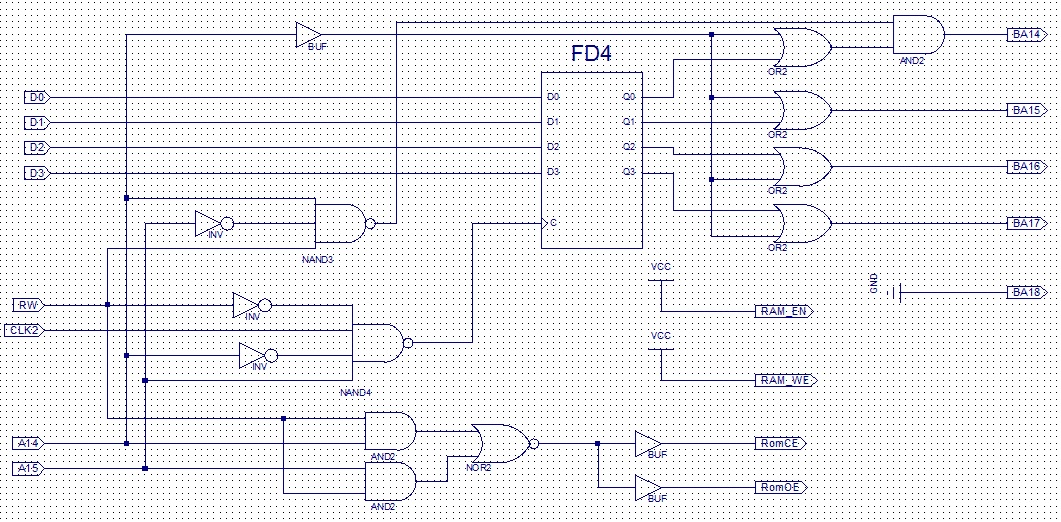 BUF
FD4
AND2
BA14
OR2
D0
D0
Q0
OR2
BA15
D1
D1
Q1
D2
D2
Q2
OR2
BA16
D3
D3
Q3
INV
C
OR2
BA17
NAND3
VCC
GND
BA18
RW
INV
RAM_EN
CLK2
VCC
INV
NAND4
RAM_WE
A14
AND2
NOR2
BUF
RomCE
A15
AND2
BUF
RomOE